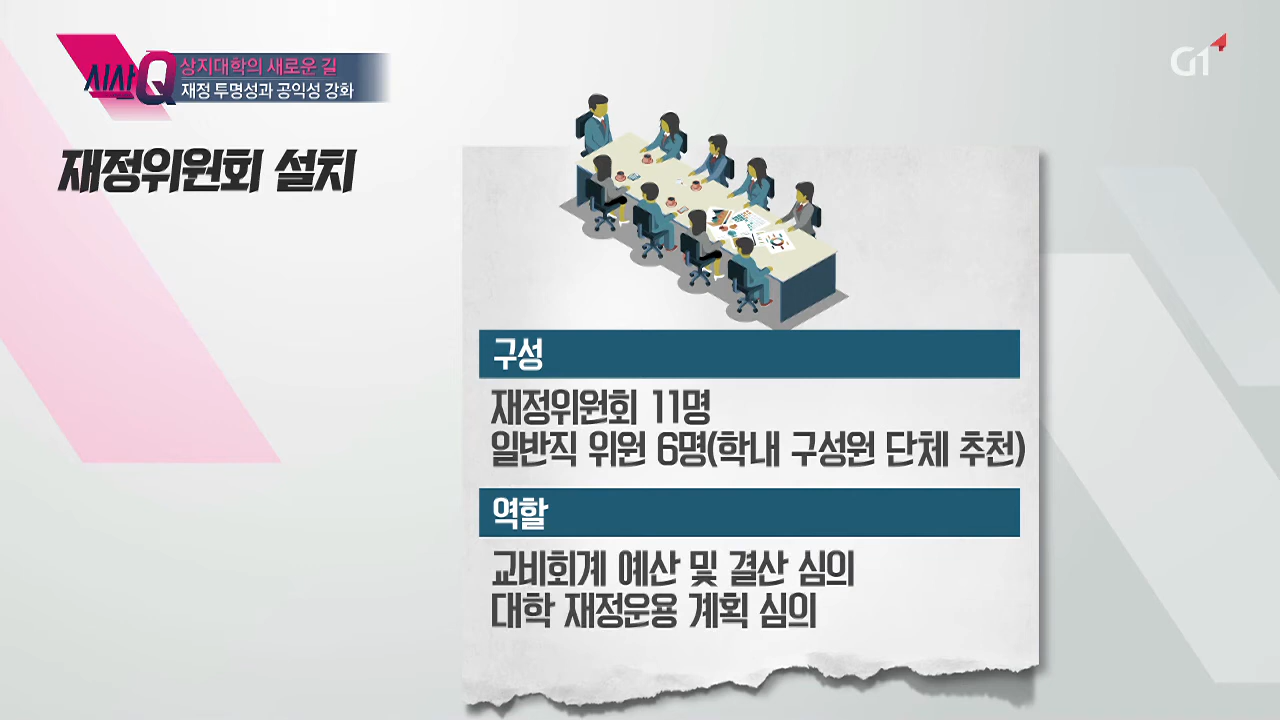 시사Q
상지대학의 새로운 길
재정 투명성과 공익성 강화
G1
재정위원회 설치
구성
재정위원회 11명
일반직 위원 6명(학내 구성원 단체 추천)
역할
교비회계 예산 및 결산 심의
대학 재정운용 계획 심의